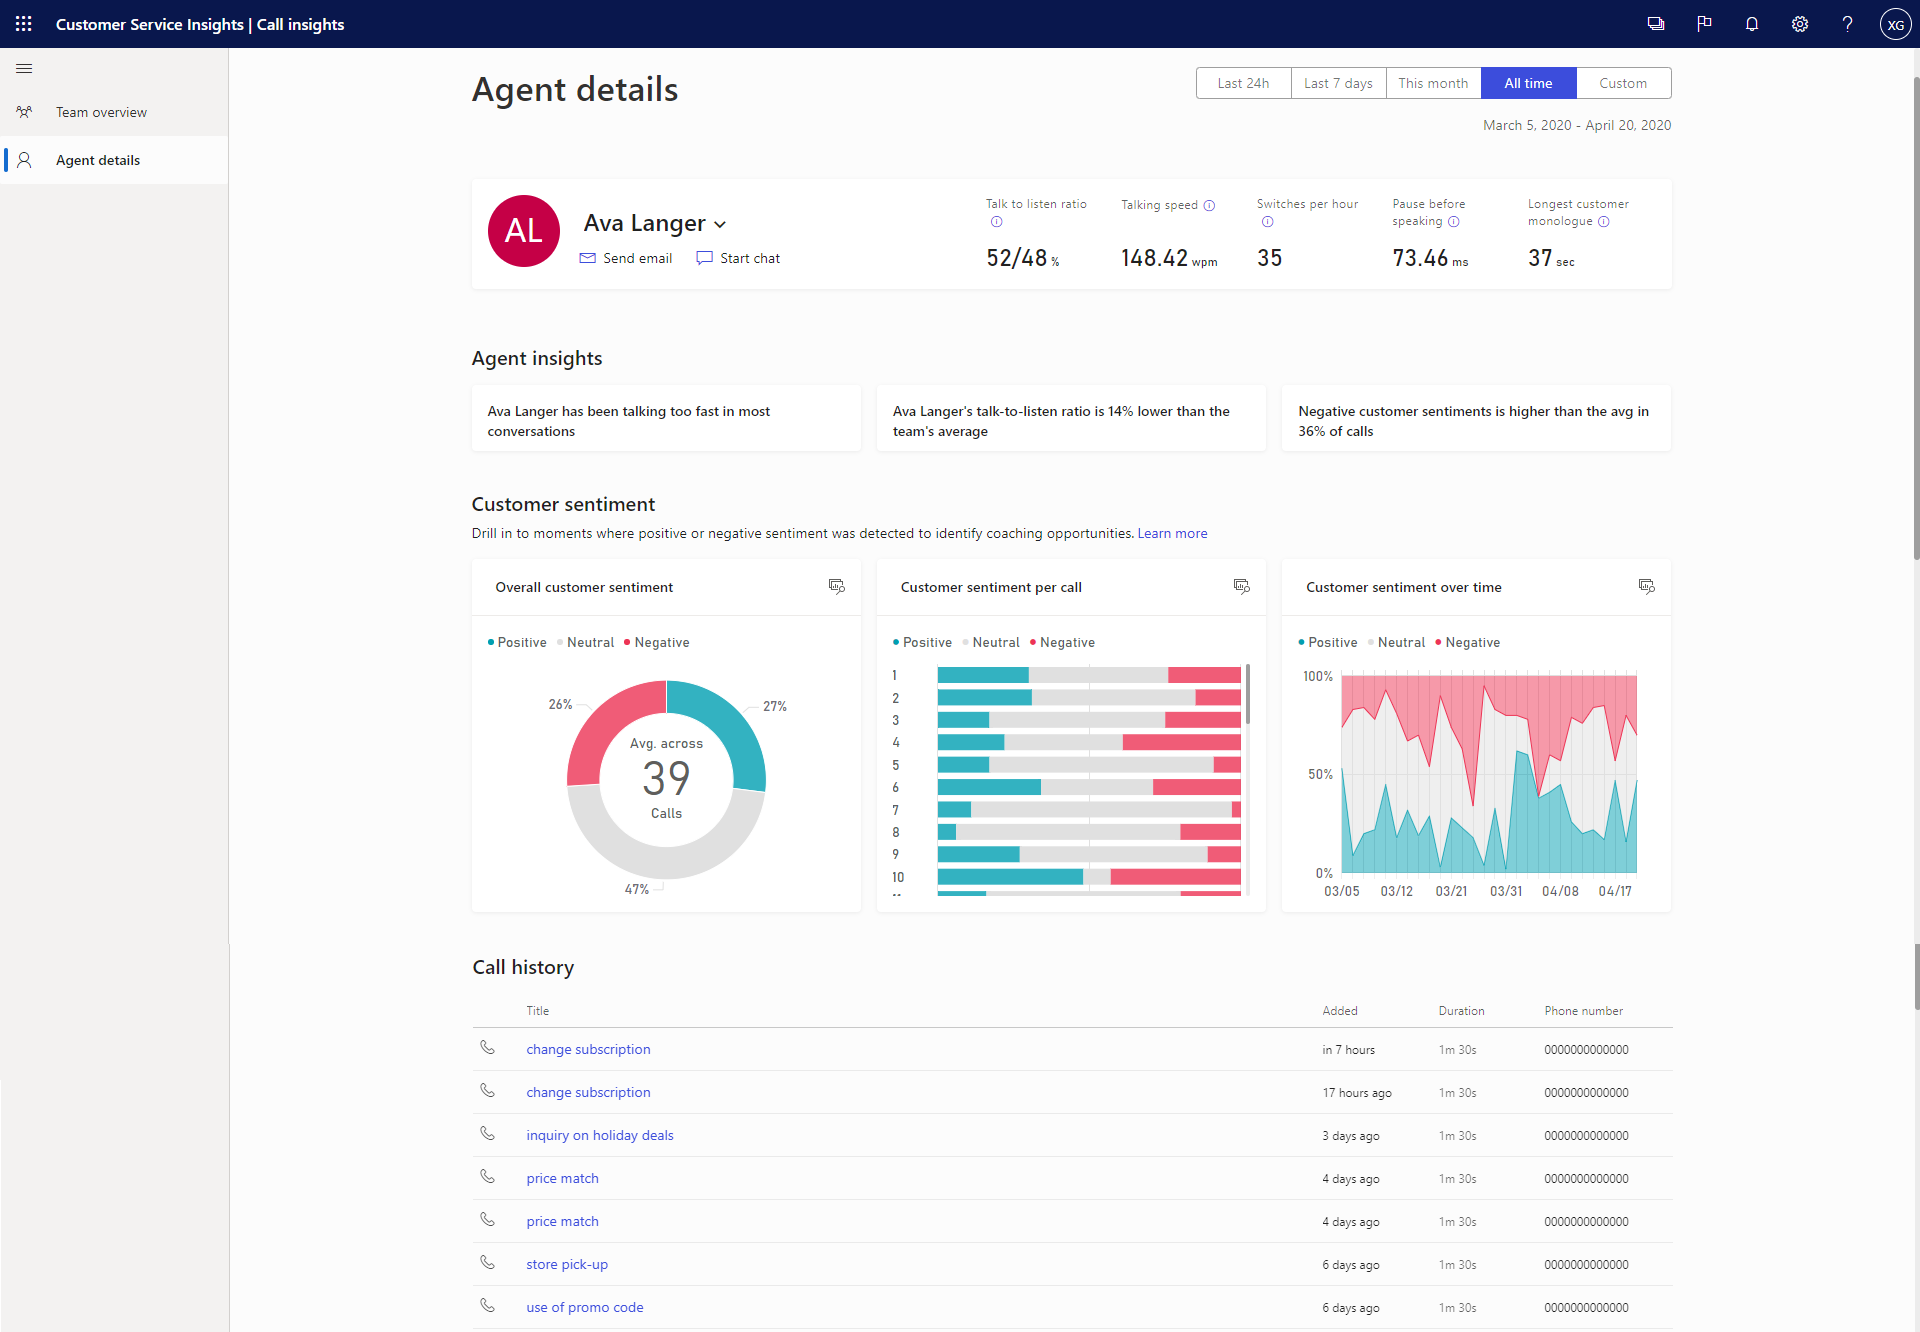 Customer Service Insights | Call insights
XG
Team overview
Agent details
Agent details
Last 24h
Last 7 days
This month
All time
Custom
March 5, 2020 - April 20, 2020
AL
Ava Langer
Send email
Start chat
Talk to listen ratio
52/48 %
Talking speed
148.42 wpm
Switches per hour
35
Pause before
speaking
73.46 ms
Longest customer
monologue
37 sec
Agent insights
Ava Langer has been talking too fast in most
conversations
Ava Langer's talk-to-listen ratio is 14% lower than the
team's average
Negative customer sentiments is higher than the avg in
36% of calls
Customer sentiment
Drill in to moments where positive or negative sentiment was detected to identify coaching opportunities. Learn more
Overall customer sentiment
Positive Neutral Negative
26%
27%
Avg. across
39
Calls
47%
Customer sentiment per call
Positive Neutral Negative
1
2
3
4
5
6
7
8
9
10
Customer sentiment over time
Positive Neutral Negative
100%
50%
0%
03/05 03/12 03/21 03/31 04/08 04/17
Call history
Title Added Duration Phone number
change subscription in 7 hours 1m 30s 0000000000000
change subscription 17 hours ago 1m 30s 0000000000000
inquiry on holiday deals 3 days ago 1m 30s 0000000000000
price match 4 days ago 1m 30s 0000000000000
price match 4 days ago 1m 30s 0000000000000
store pick-up 6 days ago 1m 30s 0000000000000
use of promo code 6 days ago 1m 30s 0000000000000